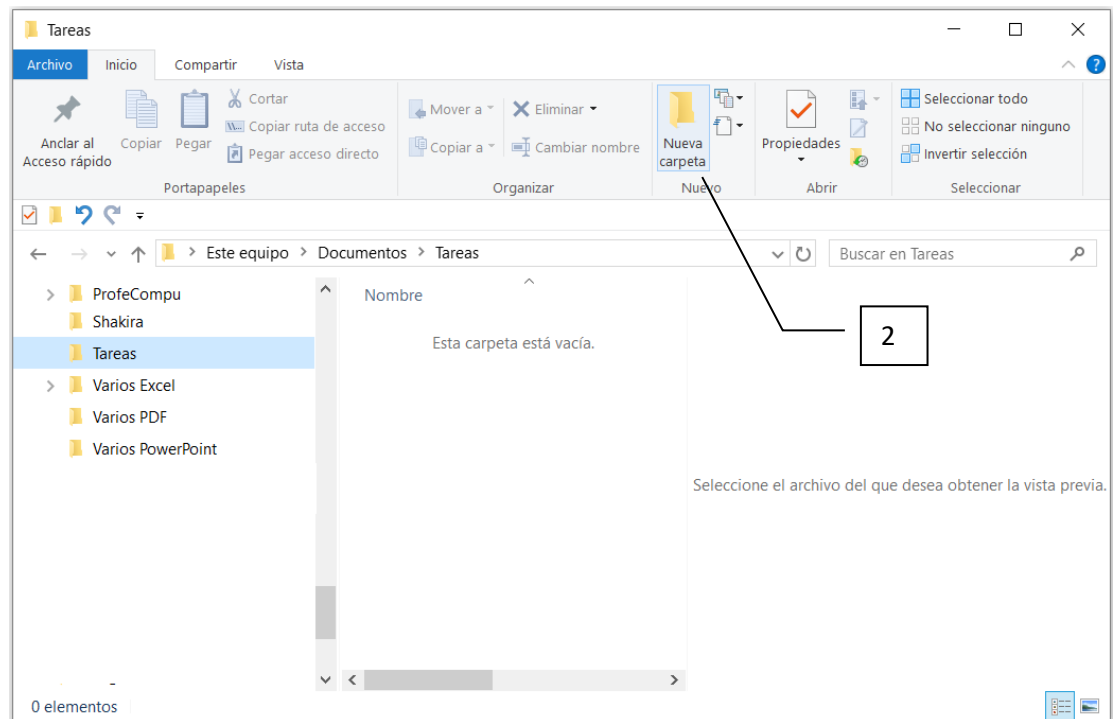 Tareas
Archivo Inicio Compartir Vista
Anclar al
Acceso rápido
Copiar
Pegar
Cortar
Copiar ruta de acceso
Pegar acceso directo
Portapapeles
Mover a
Copiar a
Eliminar
Cambiar nombre
Organizar
Nueva
carpeta
Nuevo
Propiedades
Abrir
Seleccionar todo
No seleccionar ninguno
Invertir selección
Seleccionar
Este equipo > Documentos > Tareas
Buscar en Tareas
ProfeCompu
Shakira
Tareas
Varios Excel
Varios PDF
Varios PowerPoint
Nombre
Esta carpeta está vacía.
2
Seleccione el archivo del que desea obtener la vista previa.
0 elementos